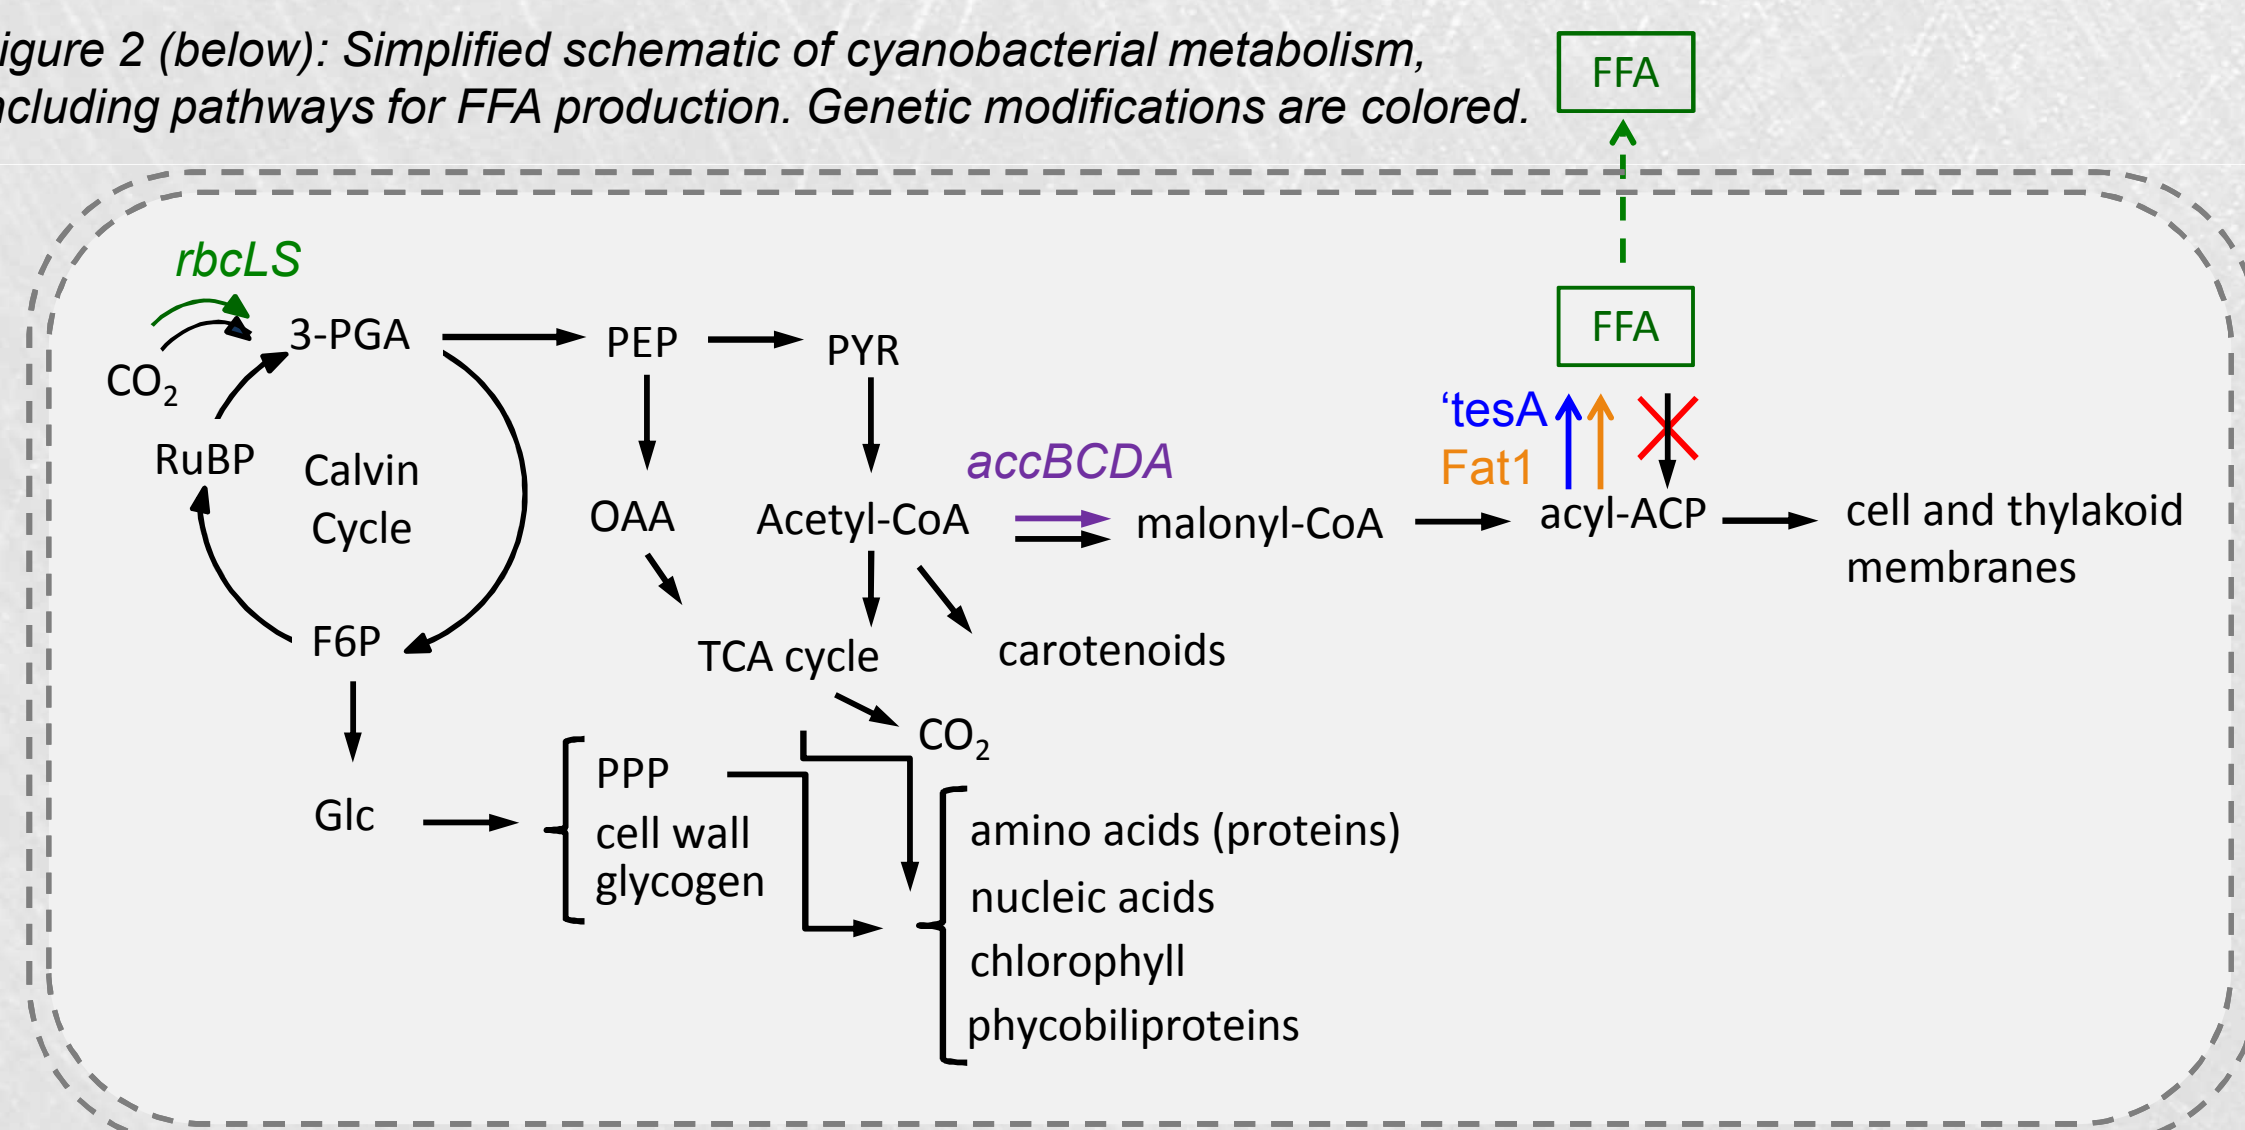 igure 2 (below): Simplified schematic of cyanobacterial metabolism,
ncluding pathways for FFA production. Genetic modifications are colored.
FFA
rbcLS
FFA
3-PGA
PEP
PYR
CO2
'tesA
Fat1
RuBP
Calvin
Cycle
accBCDA
OAA
Acetyl-CoA
malonyl-CoA
acyl-ACP
cell and thylakoid
membranes
F6P
TCA cycle
carotenoids
CO2
Glc
PPP
cell wall
glycogen
amino acids (proteins)
nucleic acids
chlorophyll
phycobiliproteins